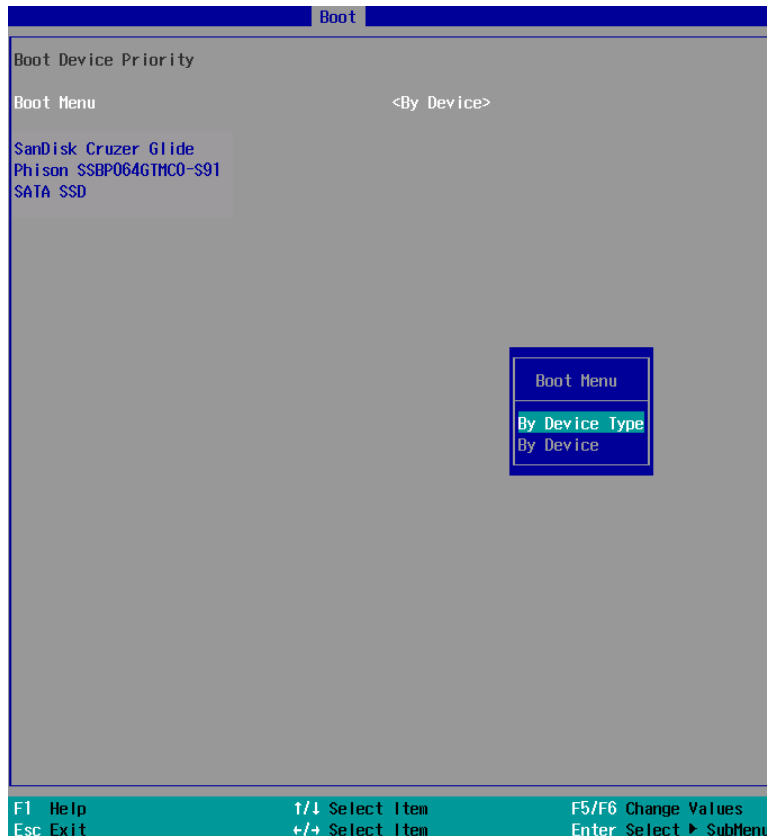 Boot
Boot Device Priority
Boot Menu <By Device>
SanDisk Cruzer Glide
Phison SSBP064GTMC0-S91
SATA SSD
Boot Menu
By Device Type
By Device
F1 Help ↑/↓ Select Item F5/F6 Change Values
Esc Exit ←/→ Select Item Enter Select ▶ SubMenu